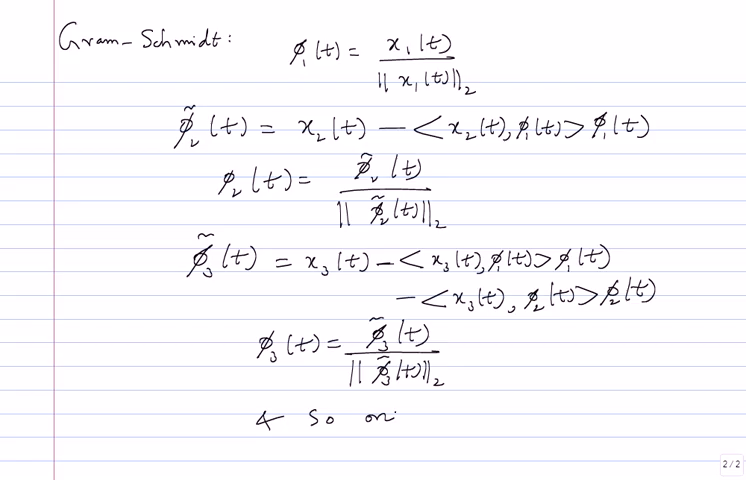 Gram-Schmidt: ϕ₁(t) = x₁(t) / ||x₁(t)||₂
ϕ̃₂(t) = x₂(t) − <x₂(t), ϕ₁(t)> ϕ₁(t)
ϕ₂(t) = ϕ̃₂(t) / ||ϕ̃₂(t)||₂
ϕ̃₃(t) = x₃(t) − <x₃(t), ϕ₁(t)> ϕ₁(t)
− <x₃(t), ϕ₂(t)> ϕ₂(t)
ϕ₃(t) = ϕ̃₃(t) / ||ϕ̃₃(t)||₂
& so on
2/2